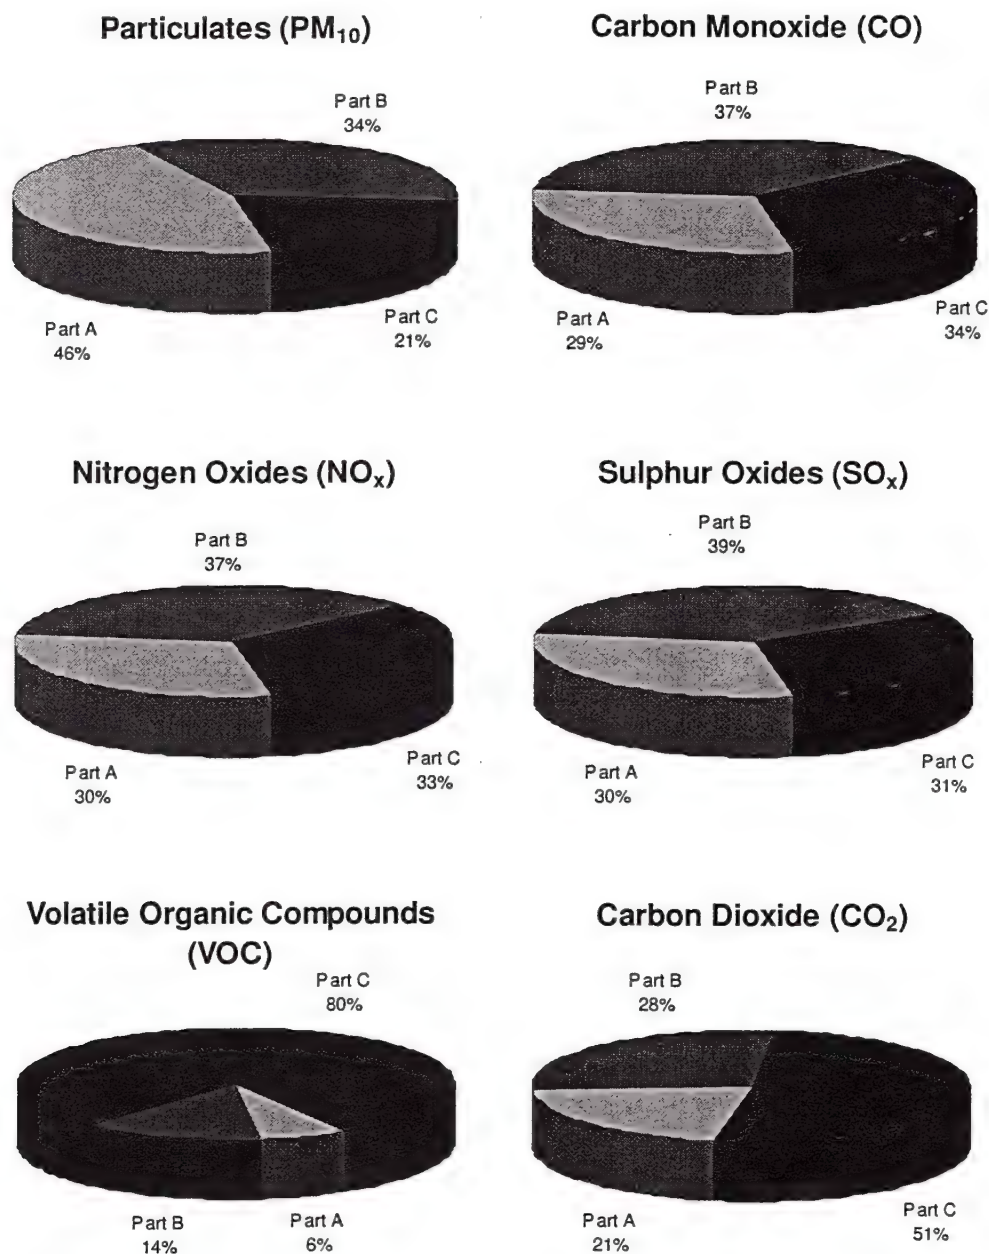 Particulates (PM₁₀)
Part B
34%
Part A
46%
Part C
21%
Carbon Monoxide (CO)
Part B
37%
Part A
29%
Part C
34%
Nitrogen Oxides (NOₓ)
Part B
37%
Part A
30%
Part C
33%
Sulphur Oxides (SOₓ)
Part B
39%
Part A
30%
Part C
31%
Volatile Organic Compounds
(VOC)
Part C
80%
Part B
14%
Part A
6%
Carbon Dioxide (CO₂)
Part B
28%
Part A
21%
Part C
51%